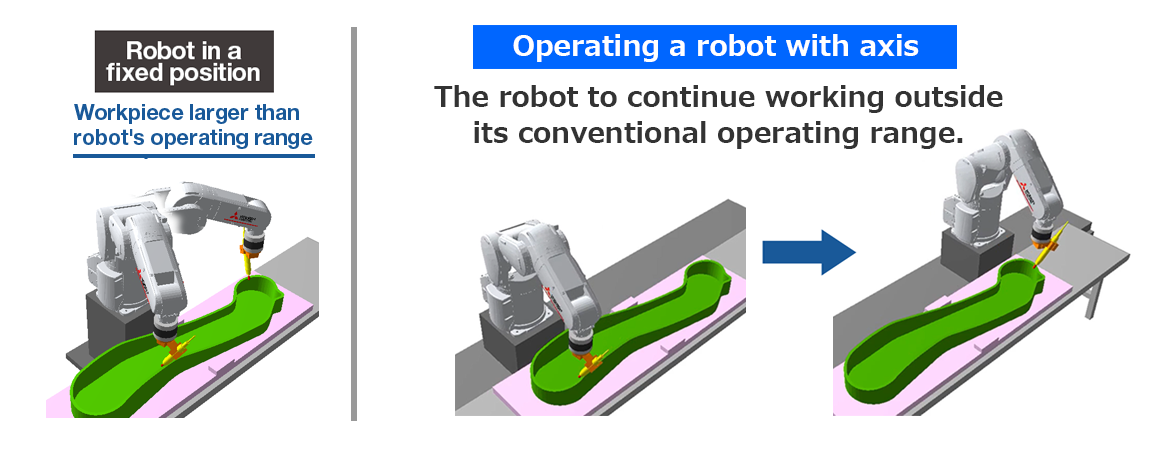 Robot in a
fixed position
Workpiece larger than
robot's operating range
Operating a robot with axis
The robot to continue working outside
its conventional operating range.